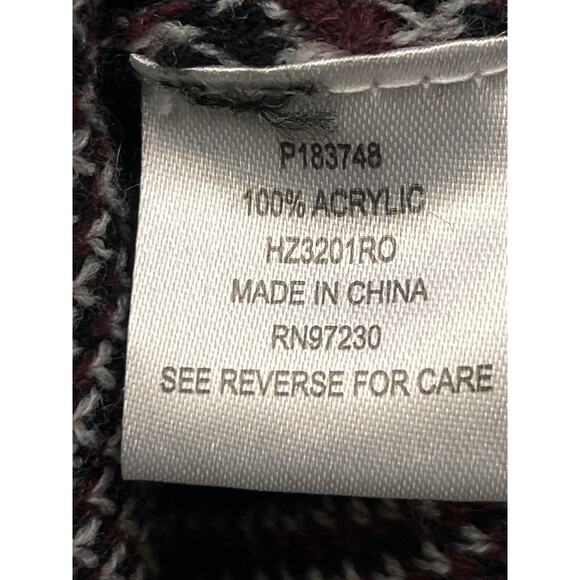 P183748
100% ACRYLIC
HZ3201RO
MADE IN CHINA
RN97230
SEE REVERSE FOR CARE